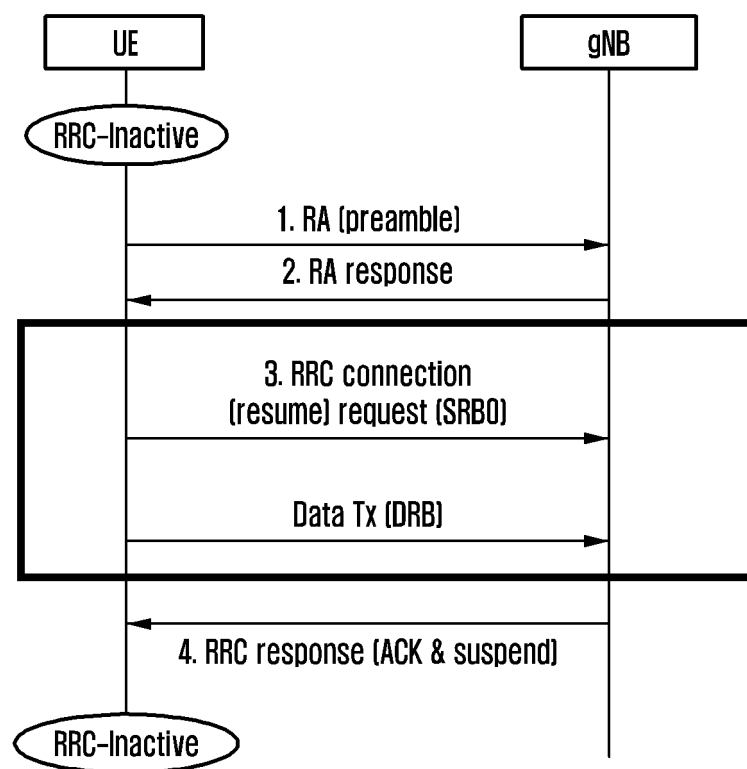 UE
gNB
RRC-Inactive
1. RA (preamble)
2. RA response
3. RRC connection
(resume) request (SRB0)
Data Tx (DRB)
4. RRC response (ACK & suspend)
RRC-Inactive